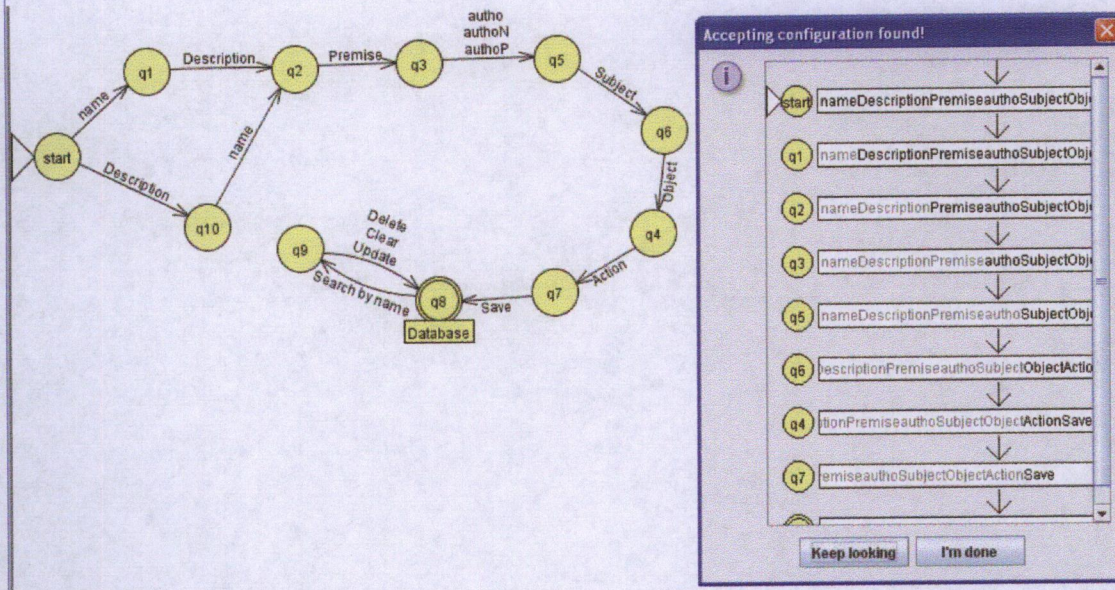 autho
authoN
authoP
q1
Description
q2
Premise
q3
q5
name
Subject
start
name
q6
Description
Object
q10
Delete
Clear
Update
q4
q9
Search by name
q8
Save
q7
Action
Database
Accepting configuration found!
i
start nameDescriptionPremiseauthoSubjectObj
q1 nameDescriptionPremiseauthoSubjectObj
q2 nameDescriptionPremiseauthoSubjectObj
q3 nameDescriptionPremiseauthoSubjectObj
q5 nameDescriptionPremiseauthoSubjectObj
q6 escriptionPremiseauthoSubjectObjectActio
q4 tionPremiseauthoSubjectObjectActionSave
q7 emiseauthoSubjectObjectActionSave
Keep looking
I'm done